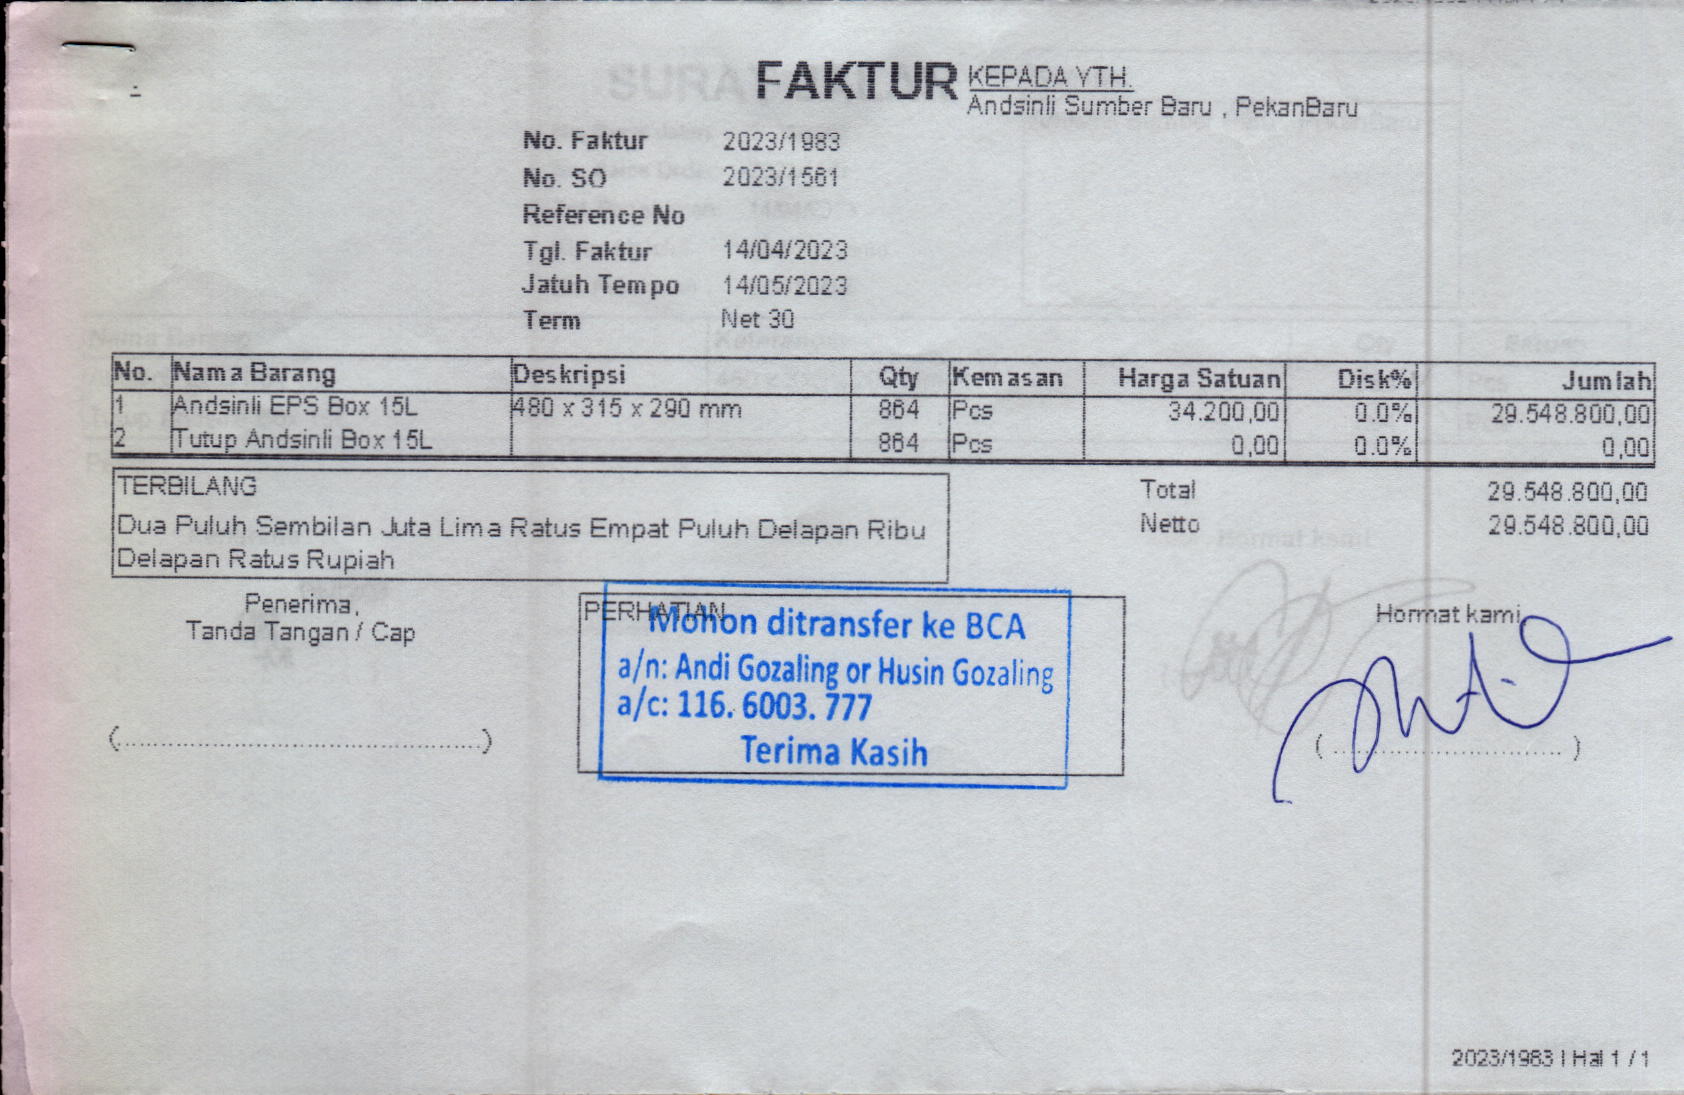 FAKTUR
KEPADA YTH.
Andsinli Sumber Baru , PekanBaru
No. Faktur 2023/1983
No. SO 2023/1561
Reference No
Tgl. Faktur 14/04/2023
Jatuh Tempo 14/05/2023
Term Net 30
No. Nama Barang Deskripsi Qty Kemasan Harga Satuan Disk% Jumlah
1 Andsinli EPS Box 15L 480 x 315 x 290 mm 864 Pcs 34.200,00 0.0% 29.548.800,00
2 Tutup Andsinli Box 15L 864 Pcs 0,00 0.0% 0,00
TERBILANG
Dua Puluh Sembilan Juta Lima Ratus Empat Puluh Delapan Ribu
Delapan Ratus Rupiah
Total 29.548.800,00
Netto 29.548.800,00
Penerima,
Tanda Tangan / Cap
(................................................)
PERHATIAN
Mohon ditransfer ke BCA
a/n: Andi Gozaling or Husin Gozaling
a/c: 116. 6003. 777
Terima Kasih
Hormat kami,
(..............................)
2023/1983 | Hal 1 / 1